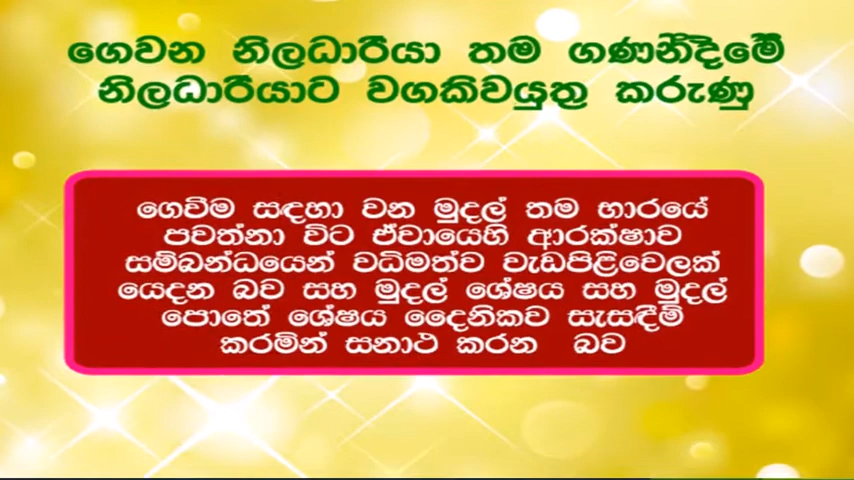 ගෙවන නිලධාරියා තම ගණන්දිමේ
නිලධාරියාට වගකිවයුතු කරුණු
ගෙවීම සඳහා වන මුදල් තම භාරයේ
පවත්නා විට ඒවායෙහි ආරක්ෂාව
සම්බන්ධයෙන් වඩිමත්ව වැඩපිළිවෙලක්
යෙදන බව සහ මුදල් ශේෂය සහ මුදල්
පොතේ ශේෂය දෛනිකව සැසඳීම්
කරමින් සනාථ කරන බව